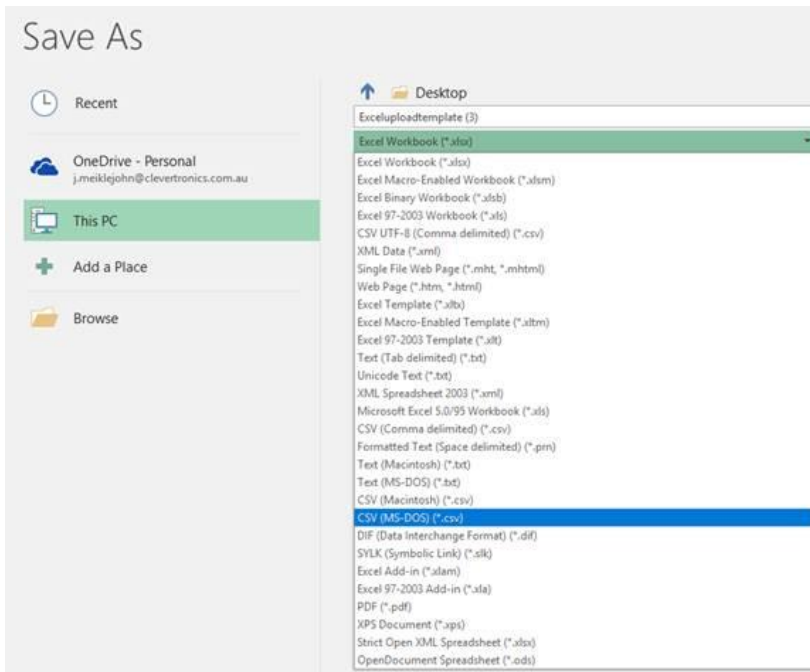 Save As
Recent
OneDrive - Personal
j.meiklejohn@clevertronics.com.au
This PC
Add a Place
Browse
Desktop
Exceluploadtemplate (3)
Excel Workbook (*.xlsx)
Excel Workbook (*.xlsx)
Excel Macro-Enabled Workbook (*.xlsm)
Excel Binary Workbook (*.xlsb)
Excel 97-2003 Workbook (*.xls)
CSV UTF-8 (Comma delimited) (*.csv)
XML Data (*.xml)
Single File Web Page (*.mht, *.mhtml)
Web Page (*.htm, *.html)
Excel Template (*.xltx)
Excel Macro-Enabled Template (*.xltm)
Excel 97-2003 Template (*.xlt)
Text (Tab delimited) (*.txt)
Unicode Text (*.txt)
XML Spreadsheet 2003 (*.xml)
Microsoft Excel 5.0/95 Workbook (*.xls)
CSV (Comma delimited) (*.csv)
Formatted Text (Space delimited) (*.prn)
Text (Macintosh) (*.txt)
Text (MS-DOS) (*.txt)
CSV (Macintosh) (*.csv)
CSV (MS-DOS) (*.csv)
DIF (Data Interchange Format) (*.dif)
SYLK (Symbolic Link) (*.slk)
Excel Add-in (*.xlam)
Excel 97-2003 Add-in (*.xla)
PDF (*.pdf)
XPS Document (*.xps)
Strict Open XML Spreadsheet (*.xlsx)
OpenDocument Spreadsheet (*.ods)